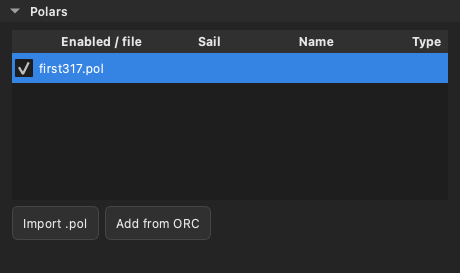 Polars
Enabled / file Sail Name Type
first317.pol
Import .pol Add from ORC